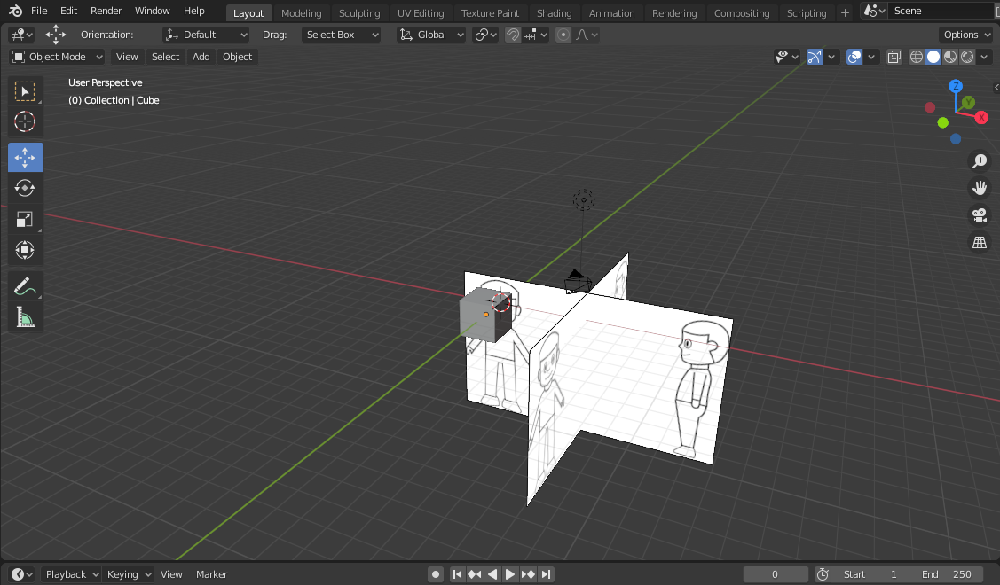 File Edit Render Window Help Layout Modeling Sculpting UV Editing Texture Paint Shading Animation Rendering Compositing Scripting + Scene
Orientation: Default Drag: Select Box Global Options
Object Mode View Select Add Object
User Perspective
(0) Collection | Cube
Z
Y
X
Playback Keying View Marker 0 Start 1 End 250